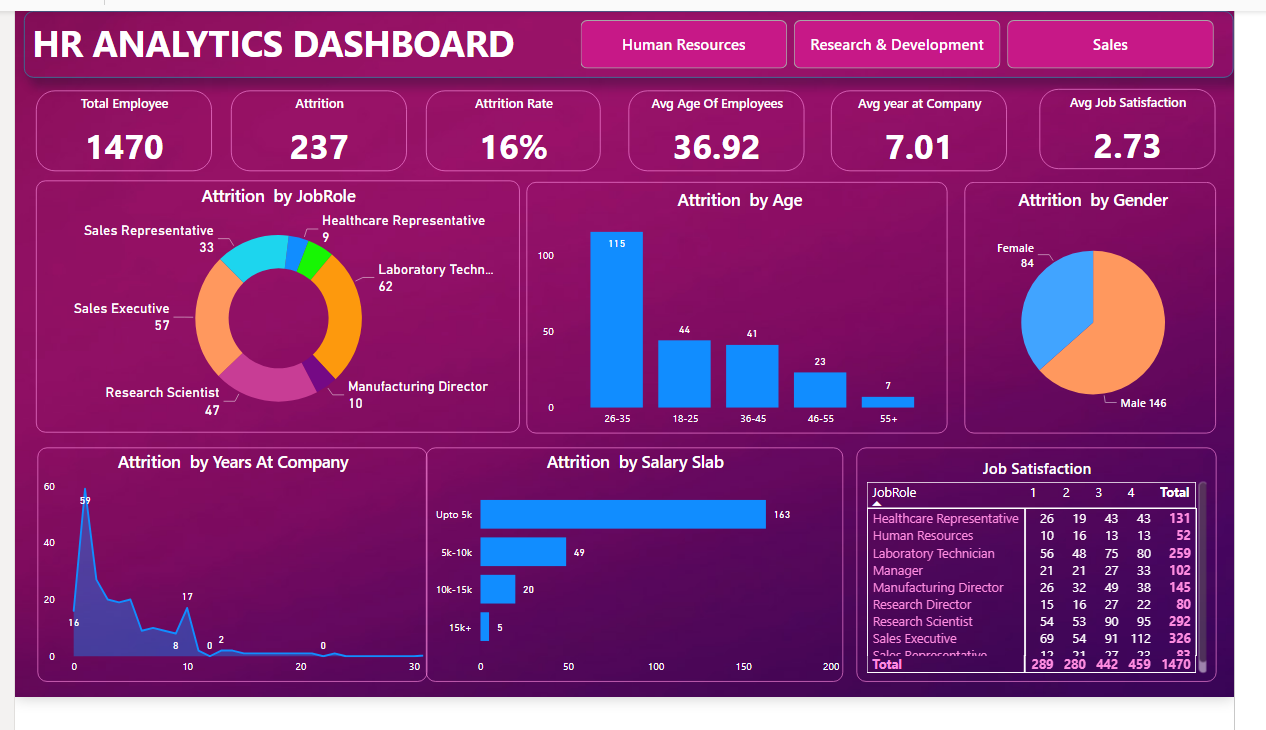 HR ANALYTICS DASHBOARD
Human Resources
Research & Development
Sales
Total Employee
1470
Attrition
237
Attrition Rate
16%
Avg Age Of Employees
36.92
Avg year at Company
7.01
Avg Job Satisfaction
2.73
Attrition by JobRole
Healthcare Representative
9
Sales Representative
33
Laboratory Techn...
62
Sales Executive
57
Manufacturing Director
10
Research Scientist
47
Attrition by Age
100
50
0
115
44
41
23
7
26-35
18-25
36-45
46-55
55+
Attrition by Gender
Female
84
Male 146
Attrition by Years At Company
60
40
20
0
59
16
8
17
0
2
0
0
10
20
30
Attrition by Salary Slab
Upto 5k 163
5k-10k 49
10k-15k 20
15k+ 5
0 50 100 150 200
Job Satisfaction
JobRole 1 2 3 4 Total
Healthcare Representative 26 19 43 43 131
Human Resources 10 16 13 13 52
Laboratory Technician 56 48 75 80 259
Manager 21 21 27 33 102
Manufacturing Director 26 32 49 38 145
Research Director 15 16 27 22 80
Research Scientist 54 53 90 95 292
Sales Executive 69 54 91 112 326
Sales Representative 12 21 27 23 83
Total 289 280 442 459 1470